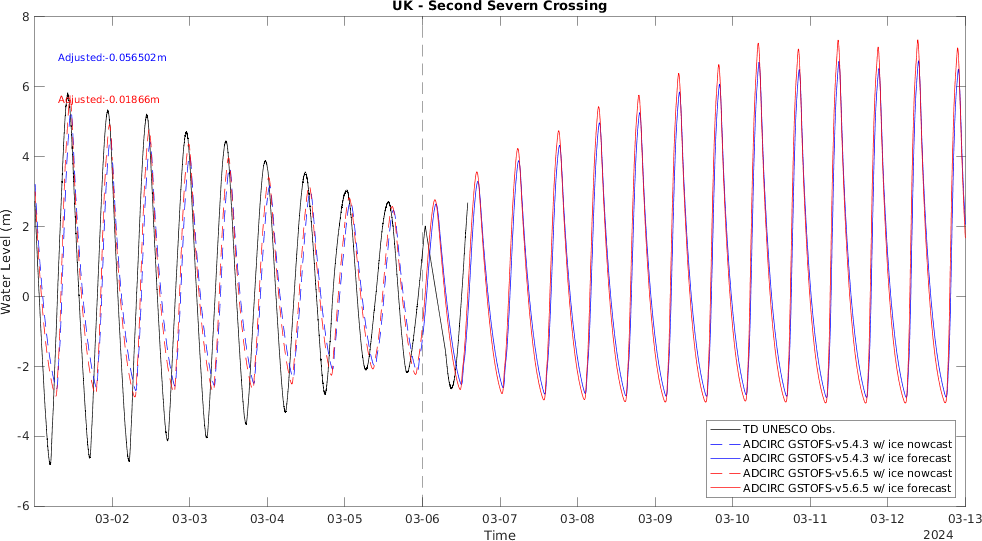 UK - Second Severn Crossing
8
6
4
2
0
-2
-4
-6
Water Level (m)
Adjusted:-0.056502m
Adjusted:-0.01866m
TD UNESCO Obs.
ADCIRC GSTOFS-v5.4.3 w/ ice nowcast
ADCIRC GSTOFS-v5.4.3 w/ ice forecast
ADCIRC GSTOFS-v5.6.5 w/ ice nowcast
ADCIRC GSTOFS-v5.6.5 w/ ice forecast
03-02 03-03 03-04 03-05 03-06 03-07 03-08 03-09 03-10 03-11 03-12 03-13
Time
2024